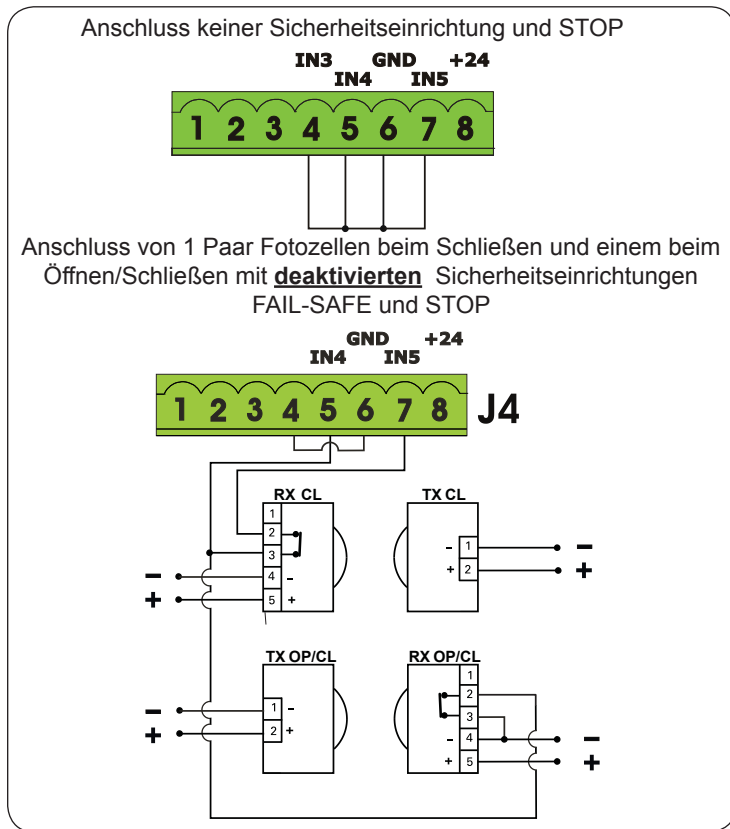 Anschluss keiner Sicherheitseinrichtung und STOP
IN3 GND +24
IN4 IN5
1 2 3 4 5 6 7 8
Anschluss von 1 Paar Fotozellen beim Schließen und einem beim
Öffnen/Schließen mit deaktivierten Sicherheitseinrichtungen
FAIL-SAFE und STOP
GND +24
IN4 IN5
1 2 3 4 5 6 7 8 J4
RX CL
1
2
3
4 -
5 +
- +
TX CL
- 1
+ 2
- +
TX OP/CL
1 -
2 +
- +
RX OP/CL
1
2
3
- 4
+ 5
- +